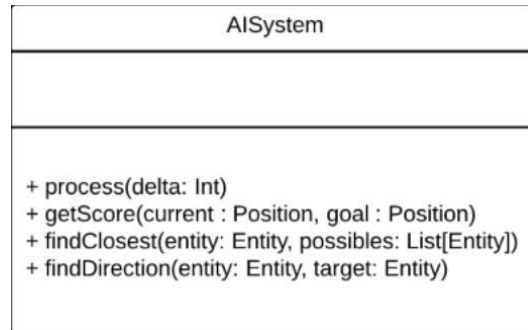 AISystem
+ process(delta: Int)
+ getScore(current : Position, goal : Position)
+ findClosest(entity: Entity, possibles: List[Entity])
+ findDirection(entity: Entity, target: Entity)